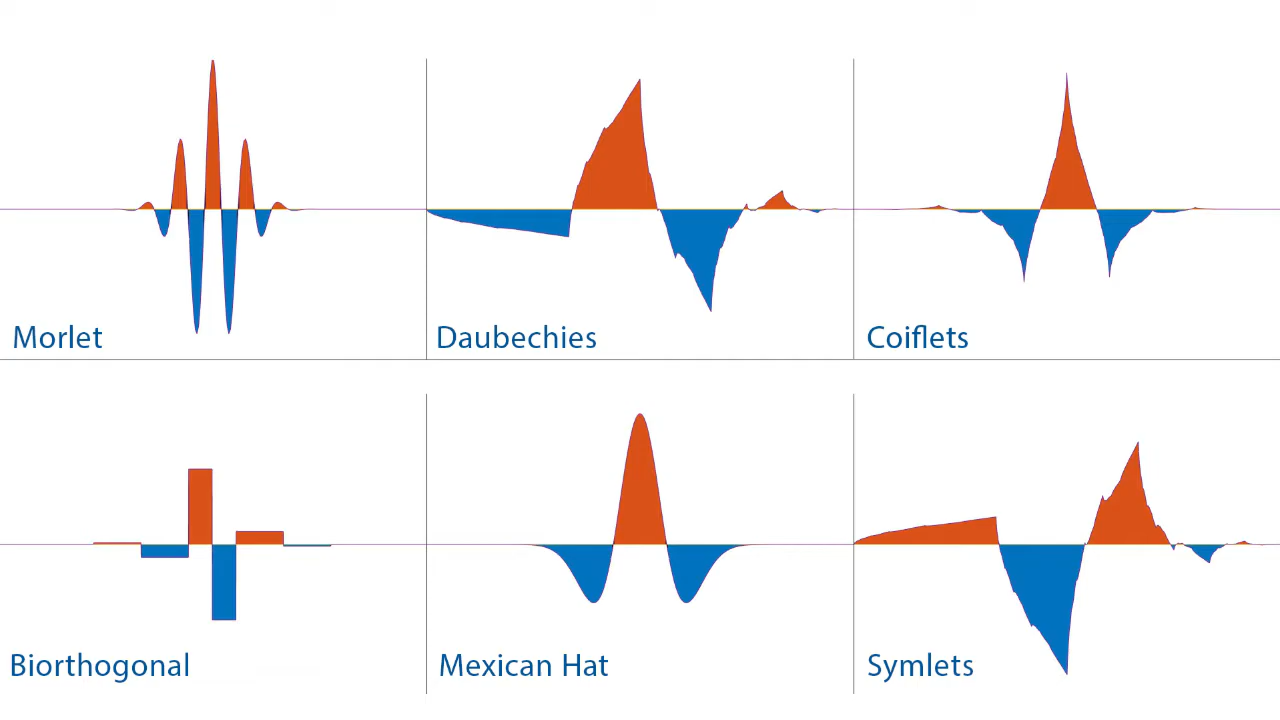 Morlet
Daubechies
Coiflets
Biorthogonal
Mexican Hat
Symlets